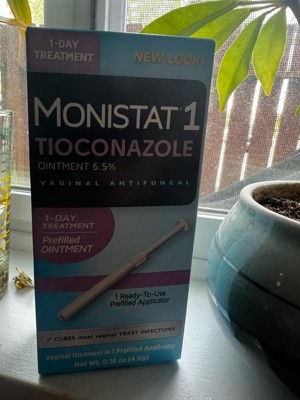 1-DAY
TREATMENT
NEW LOOK!
MONISTAT® 1
TIOCONAZOLE
OINTMENT 6.5%
VAGINAL ANTIFUNGAL
1-DAY
TREATMENT
Prefilled
OINTMENT
1 Ready-To-Use
Prefilled Applicator
✓ CURES most vaginal YEAST INFECTIONS
Vaginal Ointment in 1 Prefilled Applicator
Net Wt. 0.16 oz (4.6g)